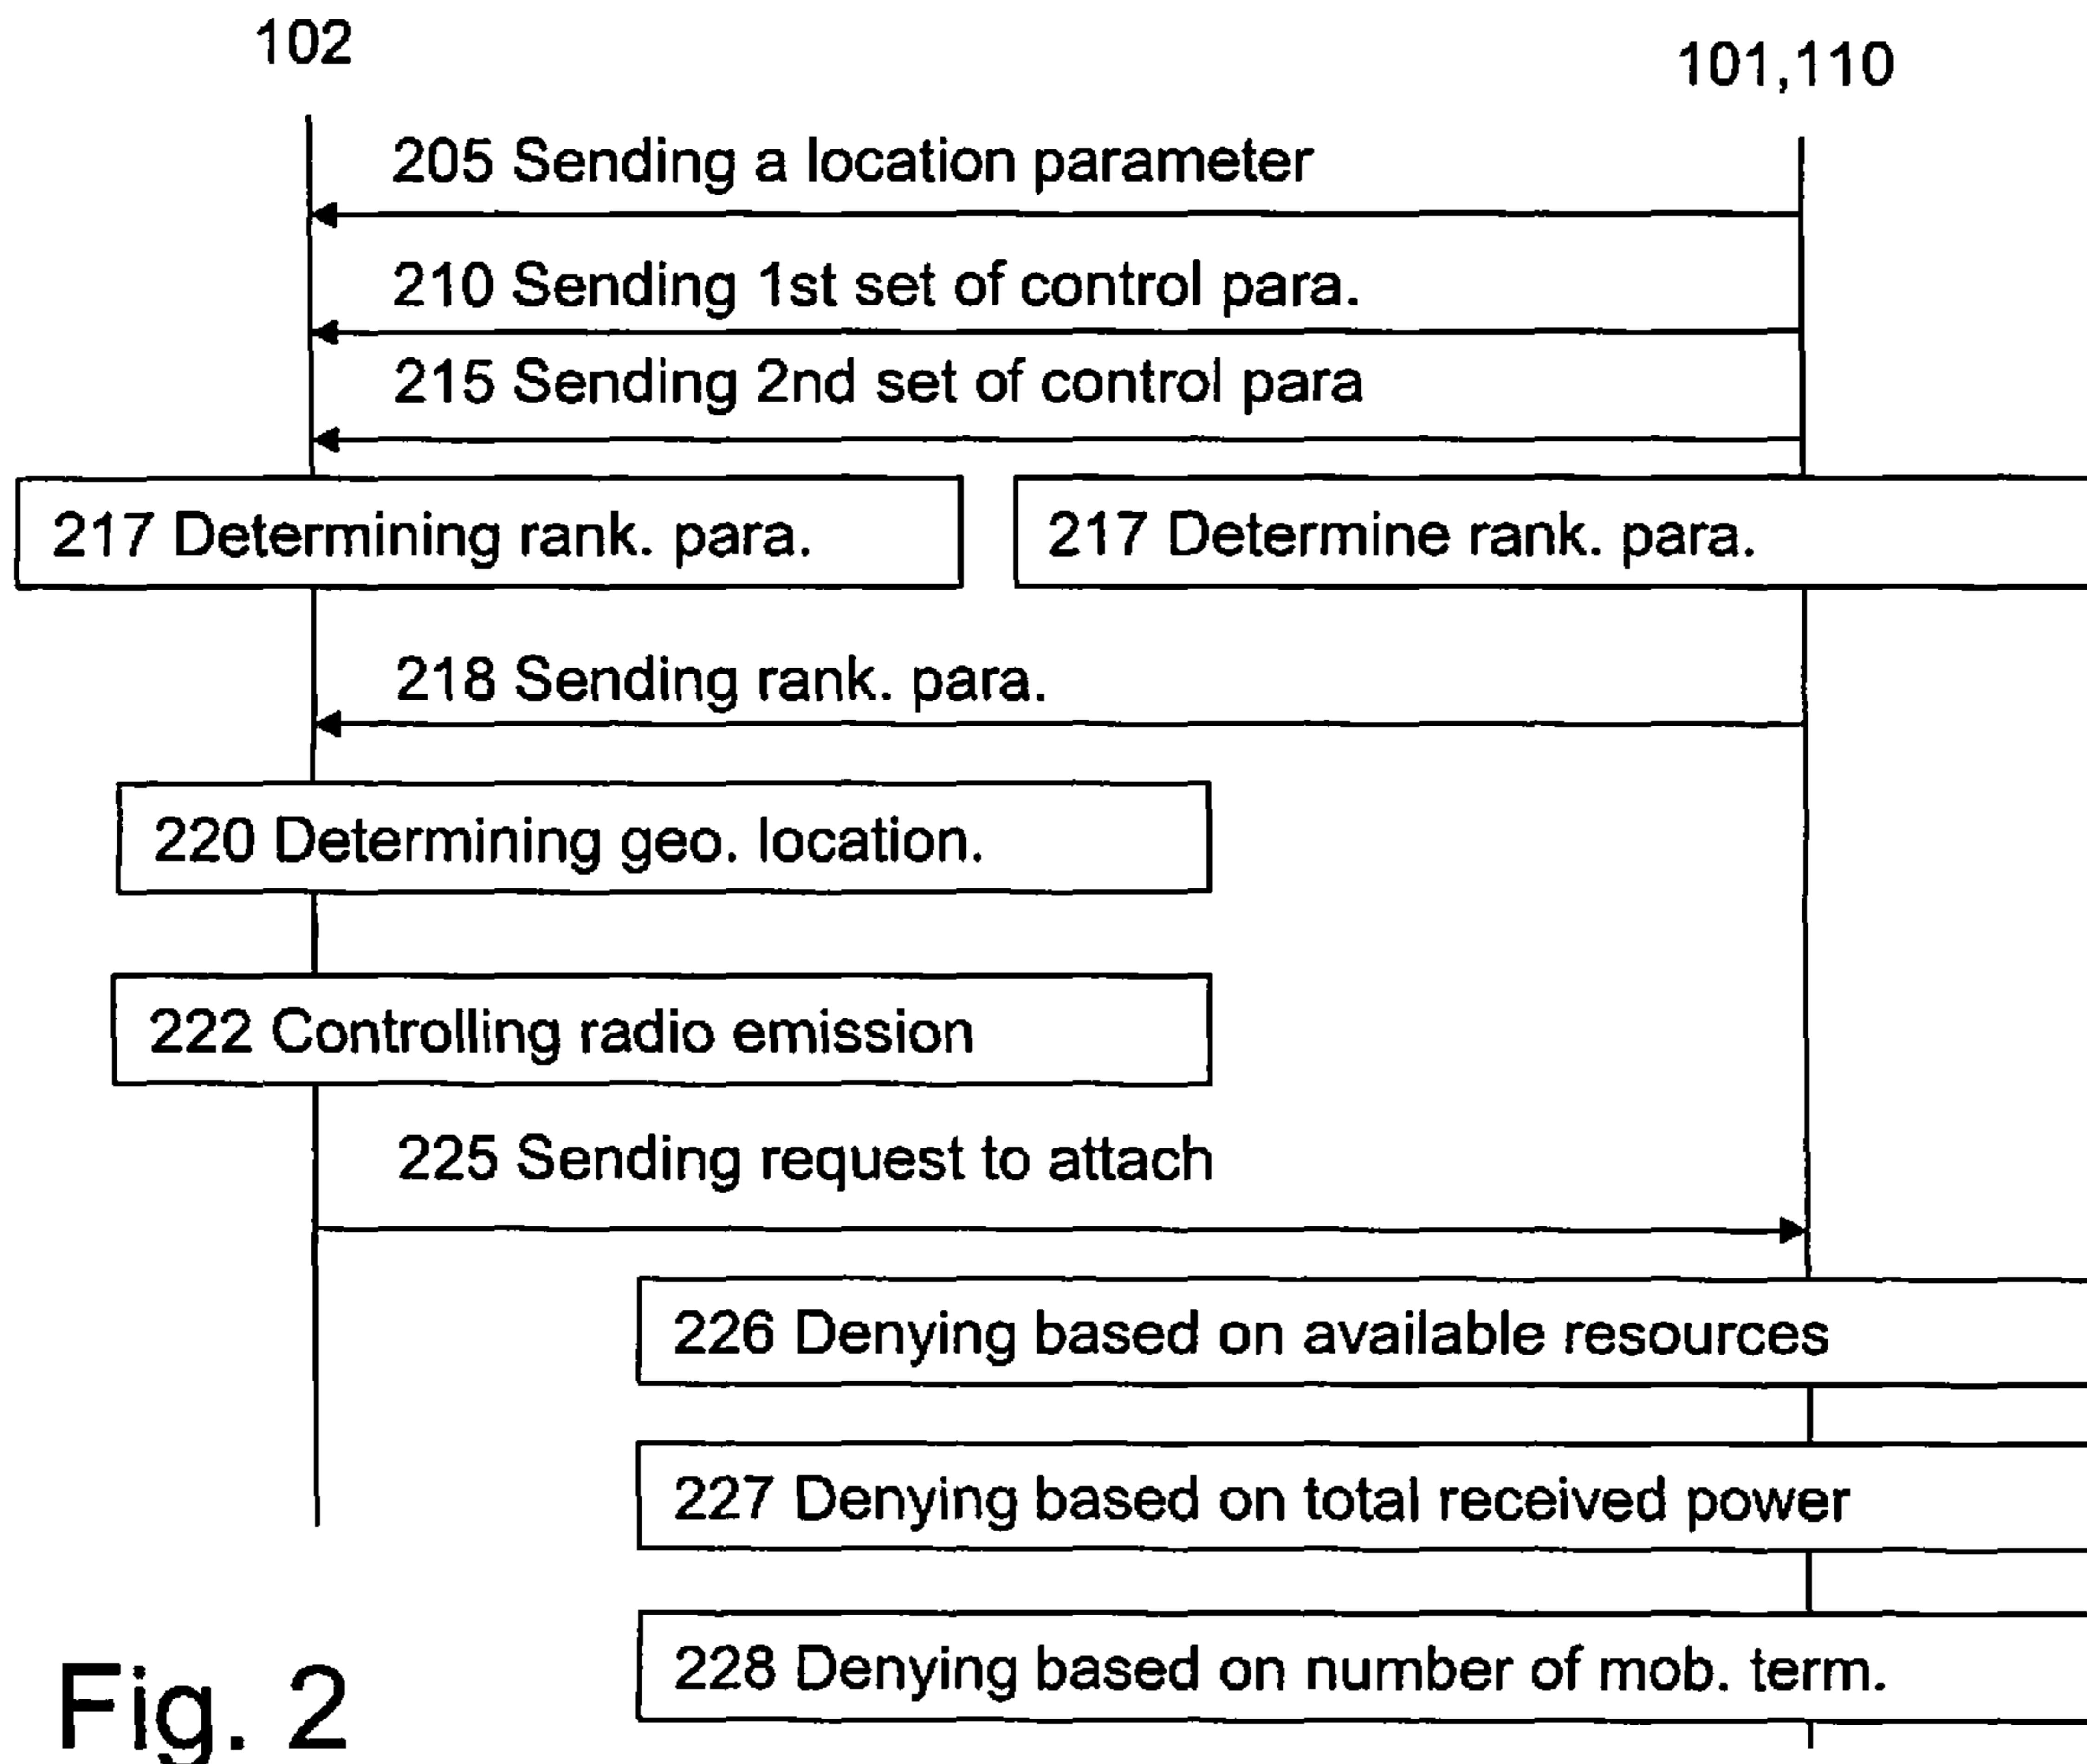 102
101,110
205 Sending a location parameter
210 Sending 1st set of control para.
215 Sending 2nd set of control para
217 Determining rank. para.
217 Determine rank. para.
218 Sending rank. para.
220 Determining geo. location.
222 Controlling radio emission
225 Sending request to attach
226 Denying based on available resources
227 Denying based on total received power
228 Denying based on number of mob. term.
Fig. 2